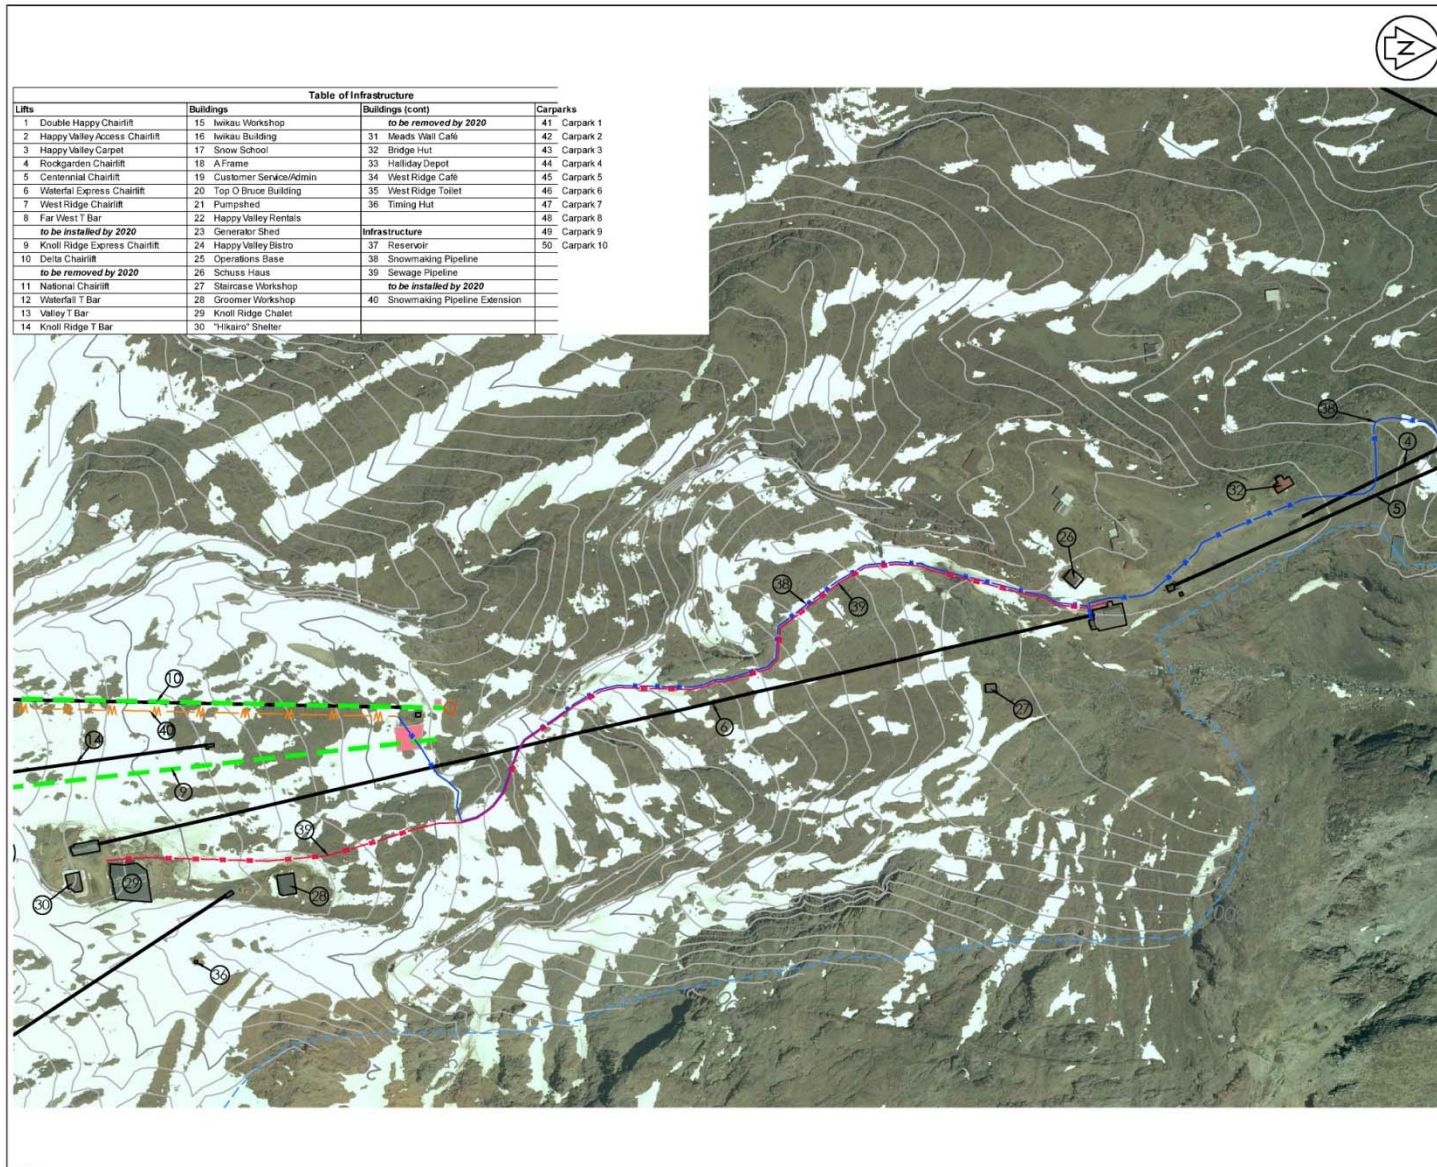 N
Table of Infrastructure
Lifts Buildings Buildings (cont) Carparks
1 Double Happy Chairlift 15 Iwikau Workshop to be removed by 2020 41 Carpark 1
2 Happy Valley Access Chairlift 16 Iwikau Building 31 Meads Wall Café 42 Carpark 2
3 Happy Valley Carpet 17 Snow School 32 Bridge Hut 43 Carpark 3
4 Rockgarden Chairlift 18 A Frame 33 Halliday Depot 44 Carpark 4
5 Centennial Chairlift 19 Customer Service/Admin 34 West Ridge Café 45 Carpark 5
6 Waterfal Express Chairlift 20 Top O Bruce Building 35 West Ridge Toilet 46 Carpark 6
7 West Ridge Chairlift 21 Pumpshed 36 Timing Hut 47 Carpark 7
8 Far West T Bar 22 Happy Valley Rentals 48 Carpark 8
to be installed by 2020 23 Generator Shed Infrastructure 49 Carpark 9
9 Knoll Ridge Express Chairlift 24 Happy Valley Bistro 37 Reservoir 50 Carpark 10
10 Delta Chairlift 25 Operations Base 38 Snowmaking Pipeline
to be removed by 2020 26 Schuss Haus 39 Sewage Pipeline
11 National Chairlift 27 Staircase Workshop to be installed by 2020
12 Waterfall T Bar 28 Groomer Workshop 40 Snowmaking Pipeline Extension
13 Valley T Bar 29 Knoll Ridge Chalet
14 Knoll Ridge T Bar 30 "Hikairo" Shelter
38
4
32
5
26
38
39
10
27
40
6
14
9
39
30
29
28
36